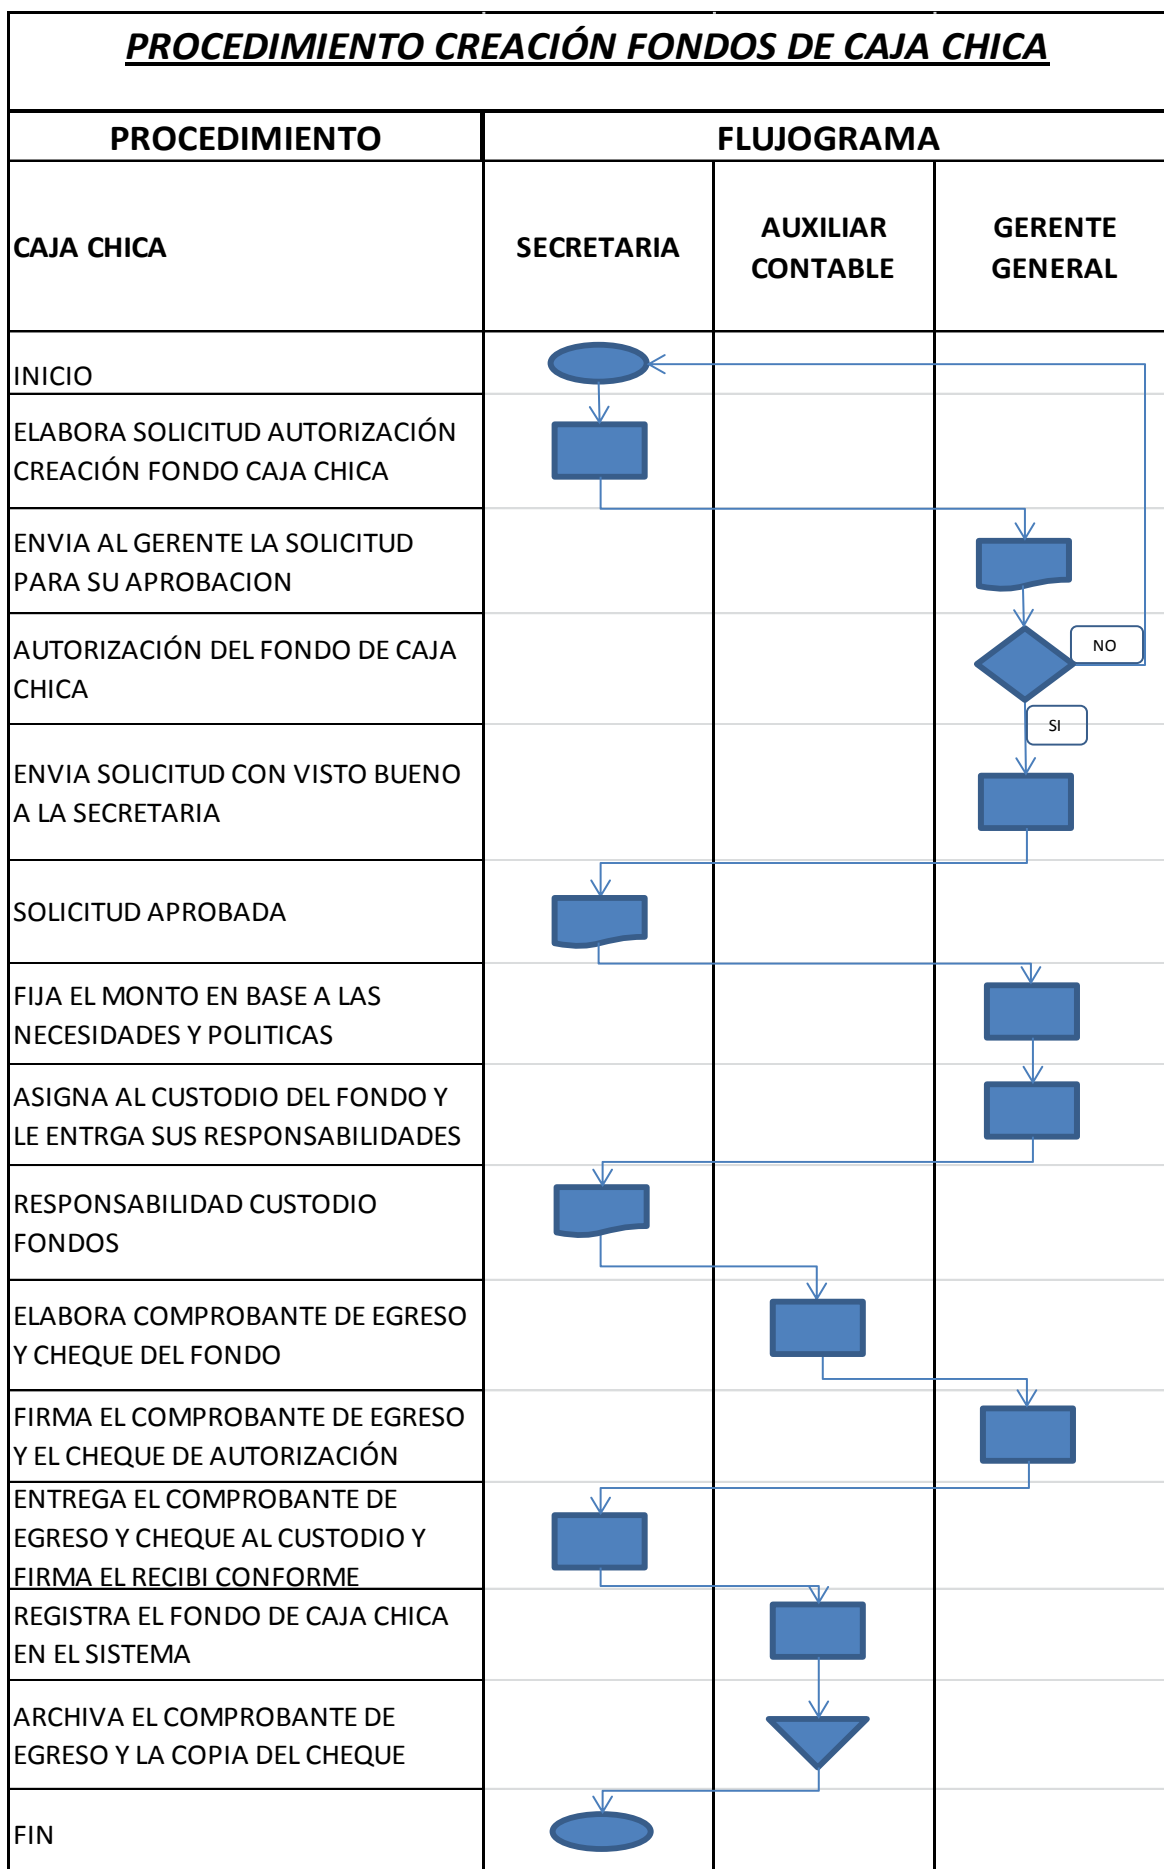 PROCEDIMIENTO CREACIÓN FONDOS DE CAJA CHICA
PROCEDIMIENTO
FLUJOGRAMA
CAJA CHICA
SECRETARIA
AUXILIAR
CONTABLE
GERENTE
GENERAL
INICIO
ELABORA SOLICITUD AUTORIZACIÓN
CREACIÓN FONDO CAJA CHICA
ENVIA AL GERENTE LA SOLICITUD
PARA SU APROBACION
AUTORIZACIÓN DEL FONDO DE CAJA
CHICA
NO
SI
ENVIA SOLICITUD CON VISTO BUENO
A LA SECRETARIA
SOLICITUD APROBADA
FIJA EL MONTO EN BASE A LAS
NECESIDADES Y POLITICAS
ASIGNA AL CUSTODIO DEL FONDO Y
LE ENTRGA SUS RESPONSABILIDADES
RESPONSABILIDAD CUSTODIO
FONDOS
ELABORA COMPROBANTE DE EGRESO
Y CHEQUE DEL FONDO
FIRMA EL COMPROBANTE DE EGRESO
Y EL CHEQUE DE AUTORIZACIÓN
ENTREGA EL COMPROBANTE DE
EGRESO Y CHEQUE AL CUSTODIO Y
FIRMA EL RECIBI CONFORME
REGISTRA EL FONDO DE CAJA CHICA
EN EL SISTEMA
ARCHIVA EL COMPROBANTE DE
EGRESO Y LA COPIA DEL CHEQUE
FIN